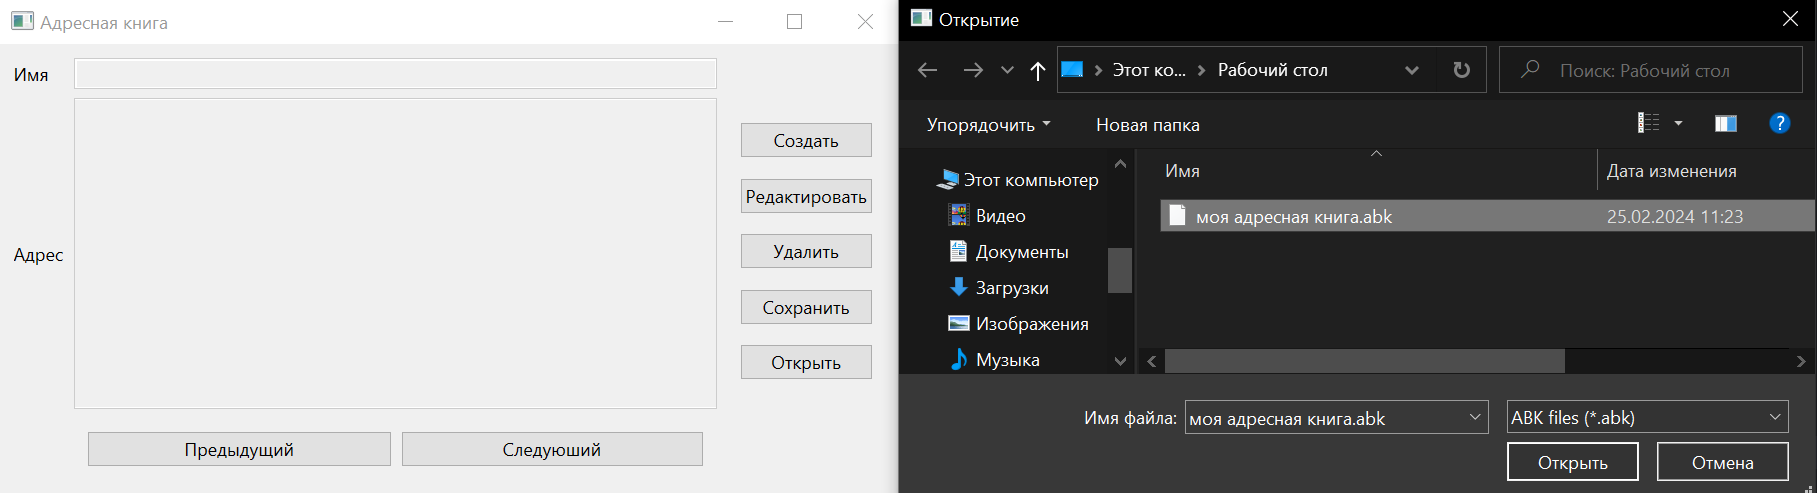 Адресная книга
Имя
Адрес
Создать
Редактировать
Удалить
Сохранить
Открыть
Предыдущий
Следуюший
Открытие
Этот ко... Рабочий стол
Поиск: Рабочий стол
Упорядочить Новая папка
?
Этот компьютер
Видео
Документы
Загрузки
Изображения
Музыка
Имя Дата изменения
моя адресная книга.abk 25.02.2024 11:23
Имя файла: моя адресная книга.abk ABK files (*.abk)
Открыть Отмена